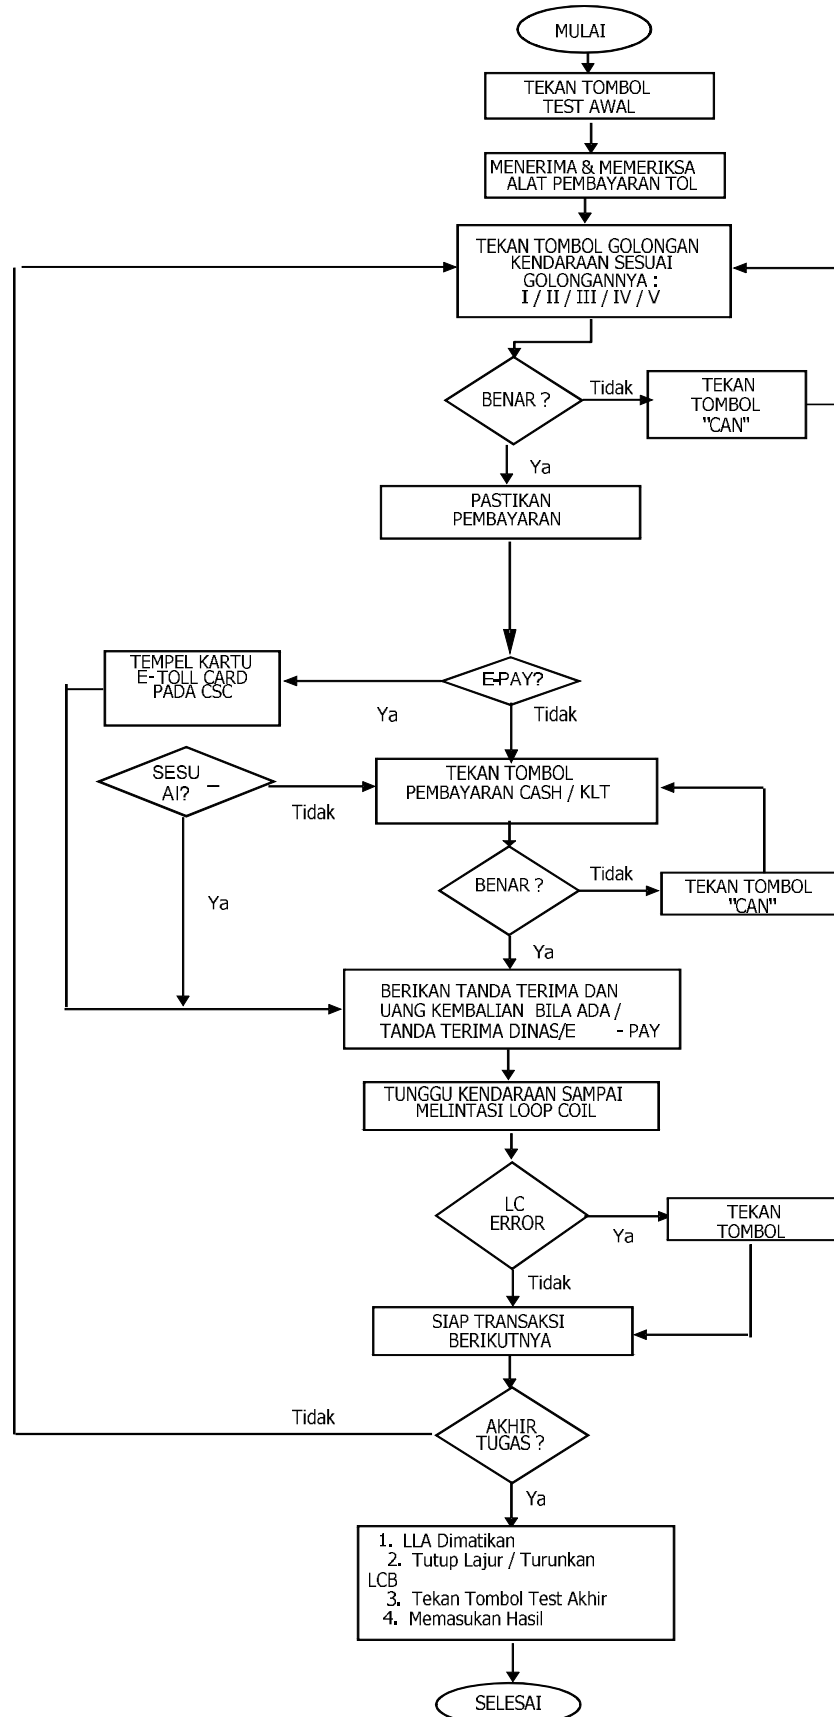 MULAI
TEKAN TOMBOL
TEST AWAL
MENERIMA & MEMERIKSA
ALAT PEMBAYARAN TOL
TEKAN TOMBOL GOLONGAN
KENDARAAN SESUAI
GOLONGANNYA :
I / II / III / IV / V
BENAR ?
Tidak
TEKAN
TOMBOL
"CAN"
Ya
PASTIKAN
PEMBAYARAN
E-PAY?
Ya
Tidak
TEMPEL KARTU
E-TOLL CARD
PADA CSC
SESU
AI? _
Tidak
Ya
TEKAN TOMBOL
PEMBAYARAN CASH / KLT
BENAR ?
Tidak
TEKAN TOMBOL
"CAN"
Ya
BERIKAN TANDA TERIMA DAN
UANG KEMBALIAN BILA ADA /
TANDA TERIMA DINAS/E - PAY
TUNGGU KENDARAAN SAMPAI
MELINTASI LOOP COIL
LC
ERROR
Ya
TEKAN
TOMBOL
Tidak
SIAP TRANSAKSI
BERIKUTNYA
AKHIR
TUGAS ?
Tidak
Ya
1. LLA Dimatikan
2. Tutup Lajur / Turunkan
LCB
3. Tekan Tombol Test Akhir
4. Memasukan Hasil
SELESAI